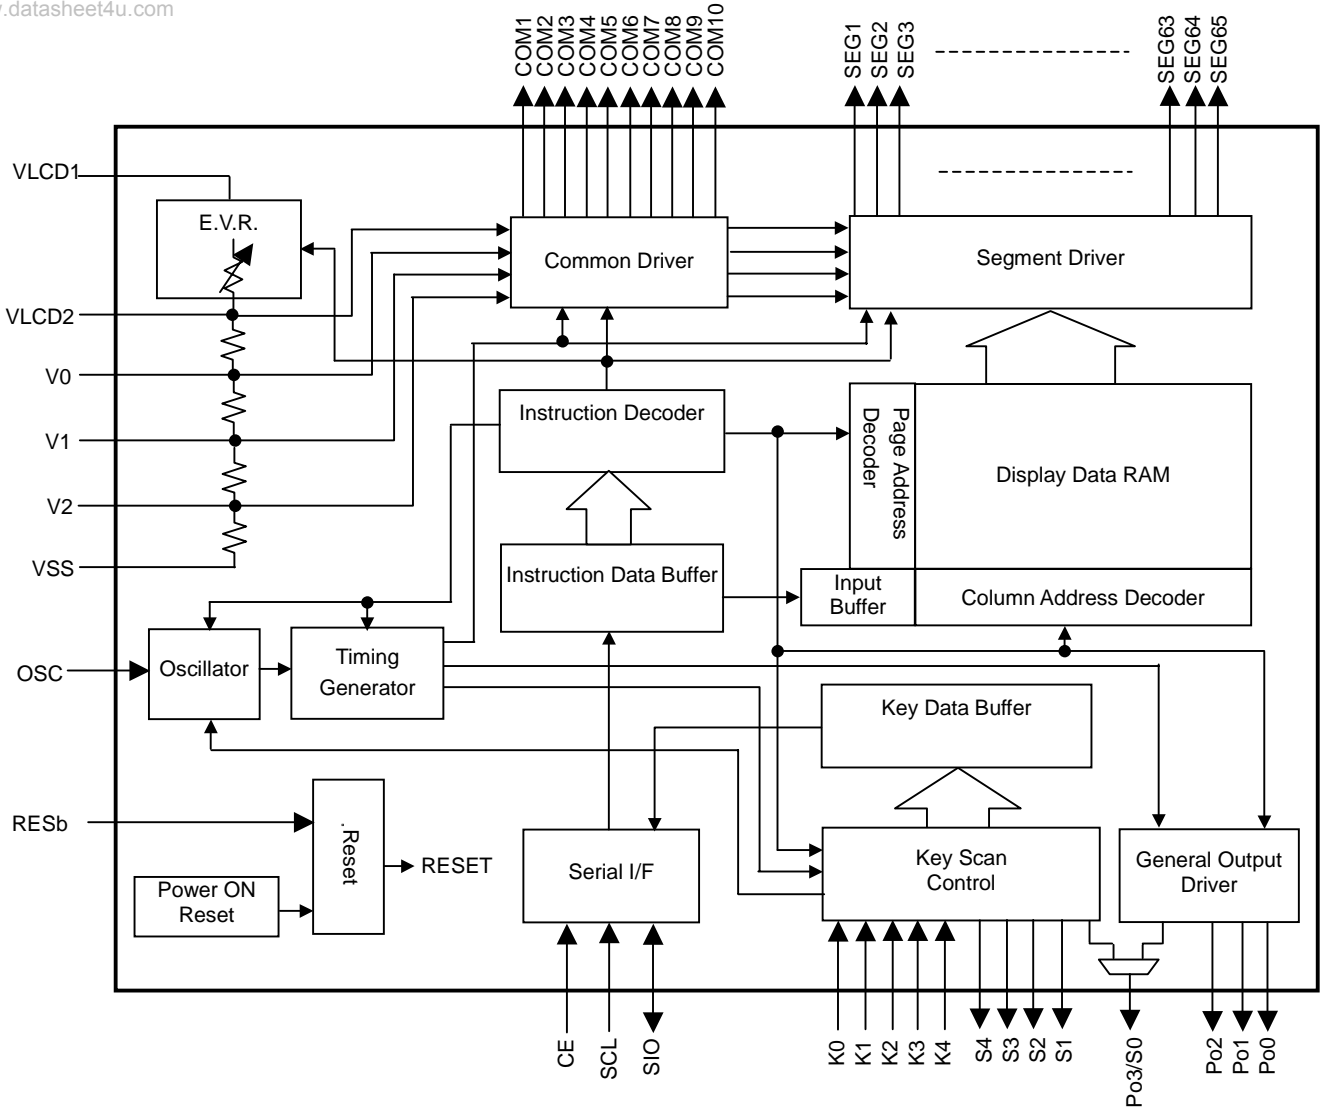 .datasheet4u.com
COM1
COM2
COM3
COM4
COM5
COM6
COM7
COM8
COM9
COM10
SEG1
SEG2
SEG3
SEG63
SEG64
SEG65
VLCD1
E.V.R.
Common Driver
Segment Driver
VLCD2
V0
V1
V2
VSS
Instruction Decoder
Page Address
Decoder
Display Data RAM
Instruction Data Buffer
Input
Buffer
Column Address Decoder
OSC
Oscillator
Timing
Generator
Key Data Buffer
RESb
.Reset
RESET
Power ON
Reset
Serial I/F
Key Scan
Control
General Output
Driver
CE
SCL
SIO
K0
K1
K2
K3
K4
S4
S3
S2
S1
Po3/S0
Po2
Po1
Po0